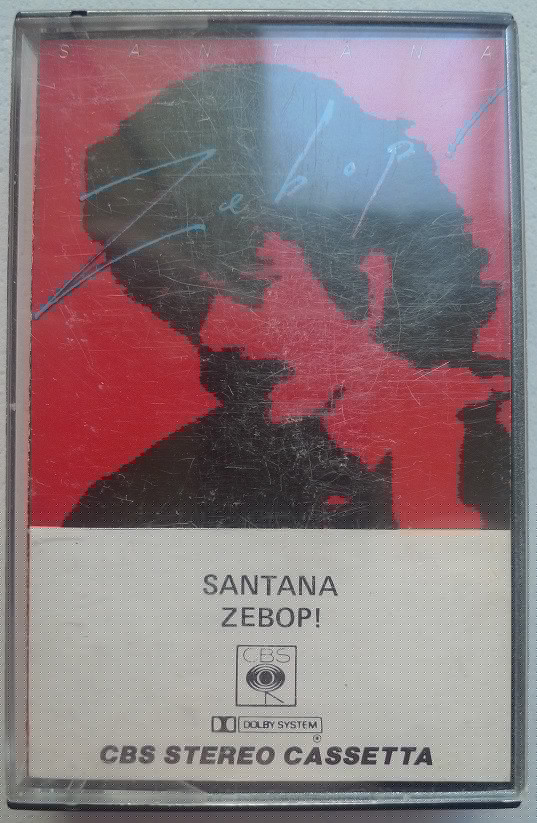 SANTANA
Zebop!
SANTANA
ZEBOP!
CBS
DOLBY SYSTEM
®
CBS STEREO CASSETTA